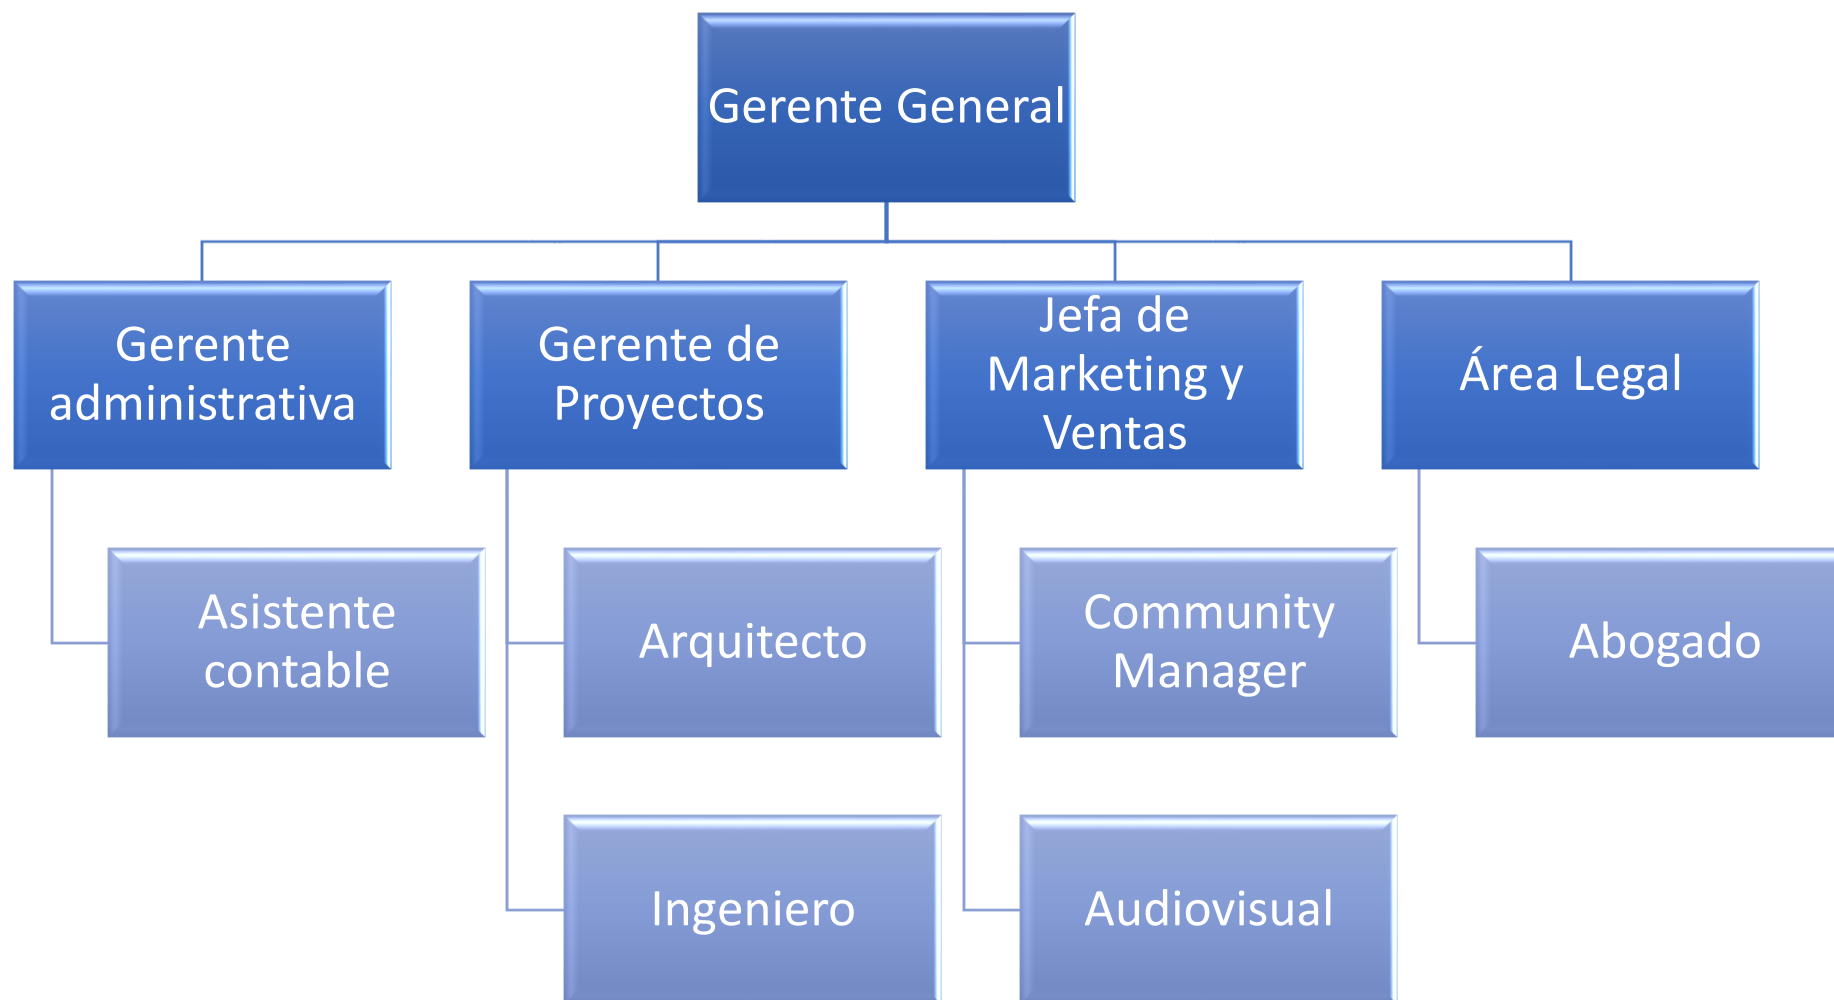 Gerente General
Gerente
administrativa
Gerente de
Proyectos
Jefa de
Marketing y
Ventas
Área Legal
Asistente
contable
Arquitecto
Community
Manager
Abogado
Ingeniero
Audiovisual